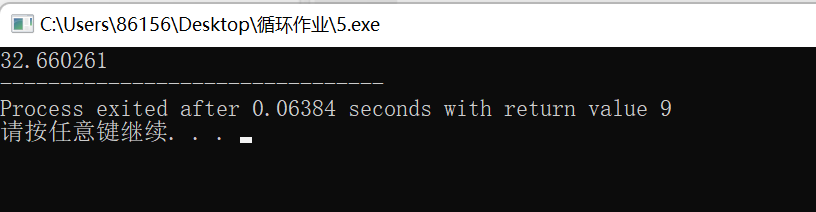 C:\Users\86156\Desktop\循环作业\5.exe
32.660261
--------------------------------
Process exited after 0.06384 seconds with return value 9
请按任意键继续. . .